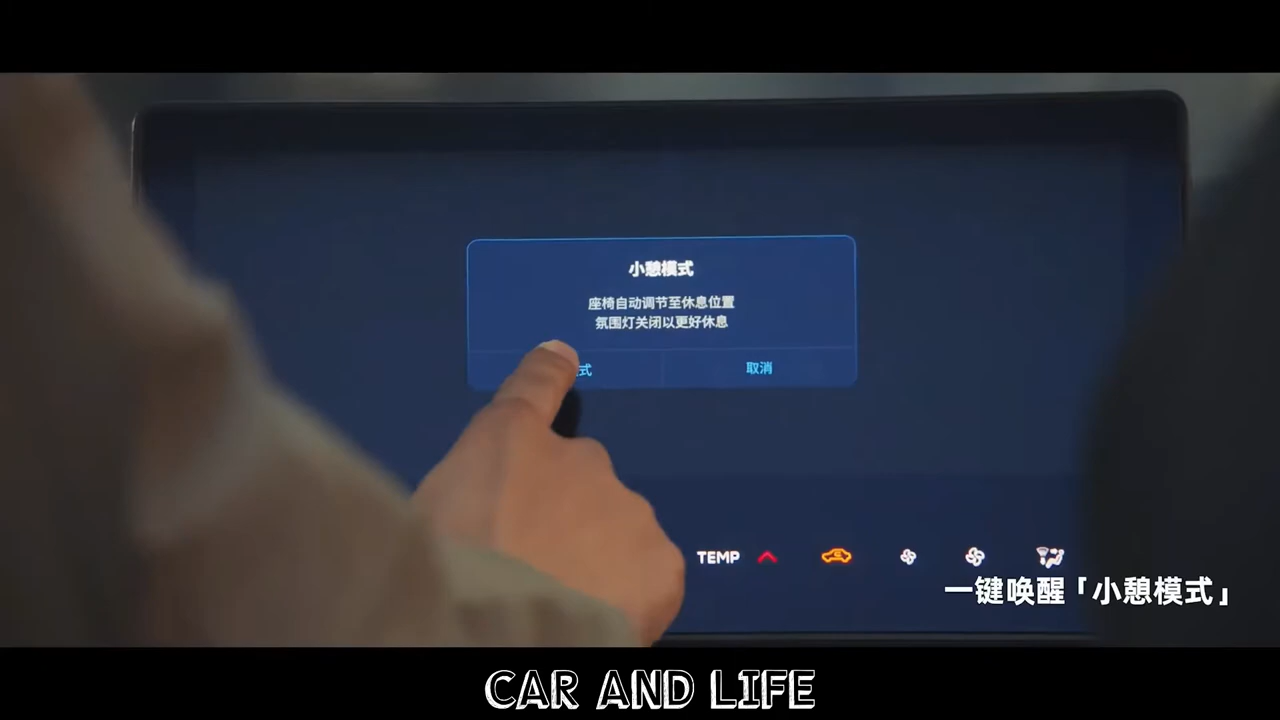 小憩模式
座椅自动调节至休息位置
氛围灯关闭以更好休息
式
取消
TEMP
一键唤醒「小憩模式」
CAR AND LIFE